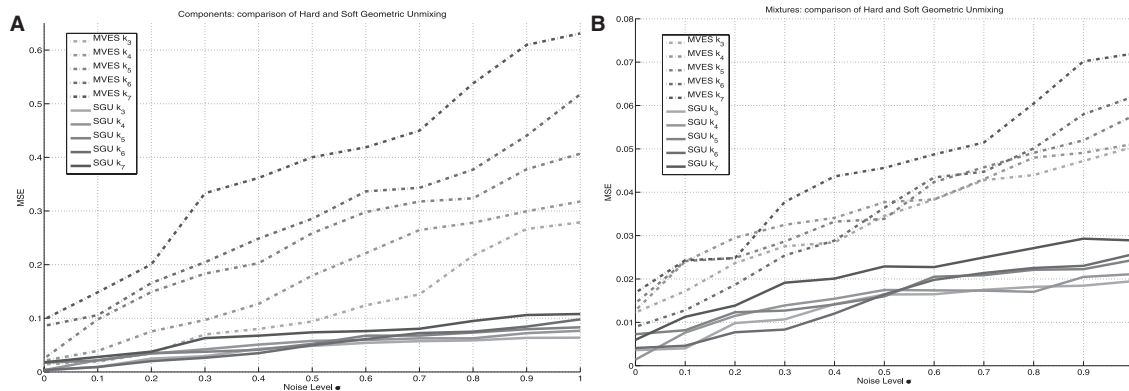 A
Components: comparison of Hard and Soft Geometric Unmixing
MSE
0.6
0.5
0.4
0.3
0.2
0.1
0
MVES k3
MVES k4
MVES k5
MVES k6
MVES k7
SGU k3
SGU k4
SGU k5
SGU k6
SGU k7
0 0.1 0.2 0.3 0.4 0.5 0.6 0.7 0.8 0.9 1
Noise Level σ
B
Mixtures: comparison of Hard and Soft Geometric Unmixing
MSE
0.08
0.07
0.06
0.05
0.04
0.03
0.02
0.01
0
MVES k3
MVES k4
MVES k5
MVES k6
MVES k7
SGU k3
SGU k4
SGU k5
SGU k6
SGU k7
0 0.1 0.2 0.3 0.4 0.5 0.6 0.7 0.8 0.9
Noise Level σ